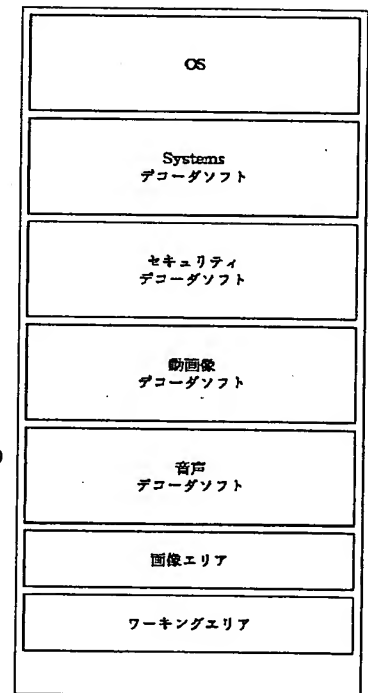 OS
Systems
デコーダソフト
セキュリティ
デコーダソフト
動画像
デコーダソフト
音声
デコーダソフト
画像エリア
ワーキングエリア